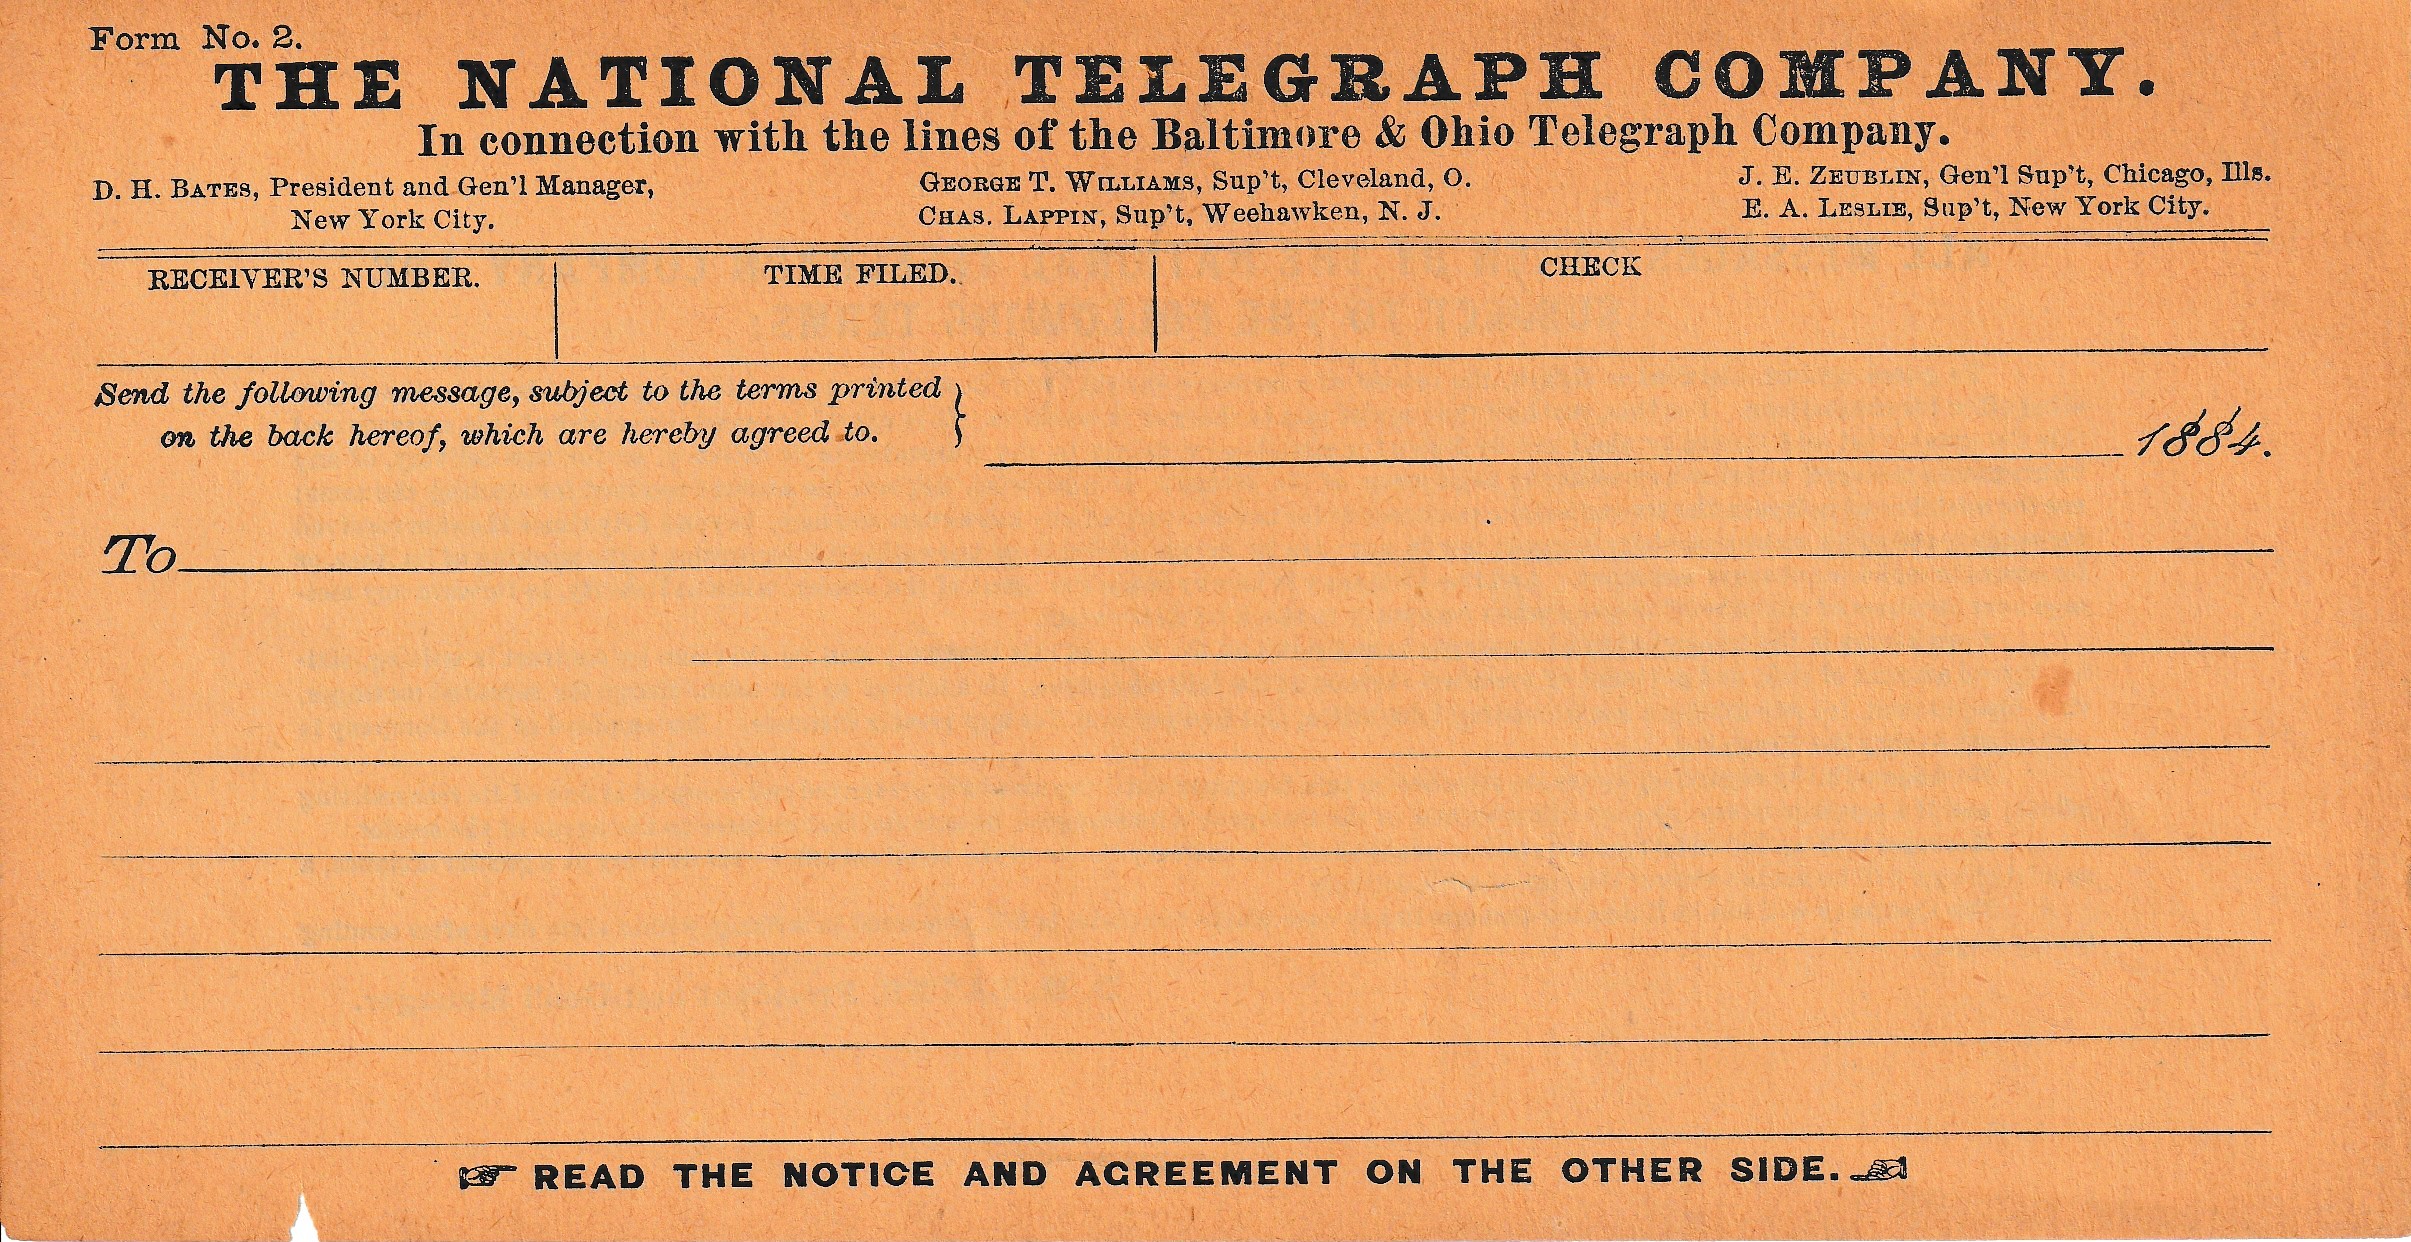 Form No. 2.
THE NATIONAL TELEGRAPH COMPANY.
In connection with the lines of the Baltimore & Ohio Telegraph Company.
D. H. BATES, President and Gen'l Manager,
New York City.
GEORGE T. WILLIAMS, Sup't, Cleveland, O.
CHAS. LAPPIN, Sup't, Weehawken, N. J.
J. E. ZEUBLIN, Gen'l Sup't, Chicago, Ills.
E. A. LESLIE, Sup't, New York City.
RECEIVER'S NUMBER. TIME FILED. CHECK
Send the following message, subject to the terms printed
on the back hereof, which are hereby agreed to.
1884.
To
READ THE NOTICE AND AGREEMENT ON THE OTHER SIDE.